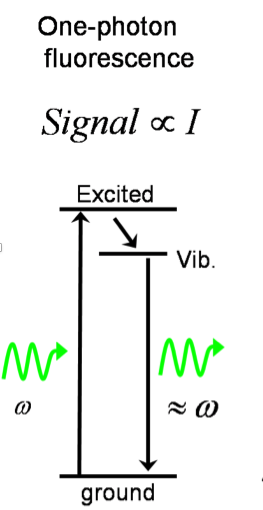 One-photon
fluorescence
Signal ∝ I
Excited
Vib.
ω
≈ ω
ground